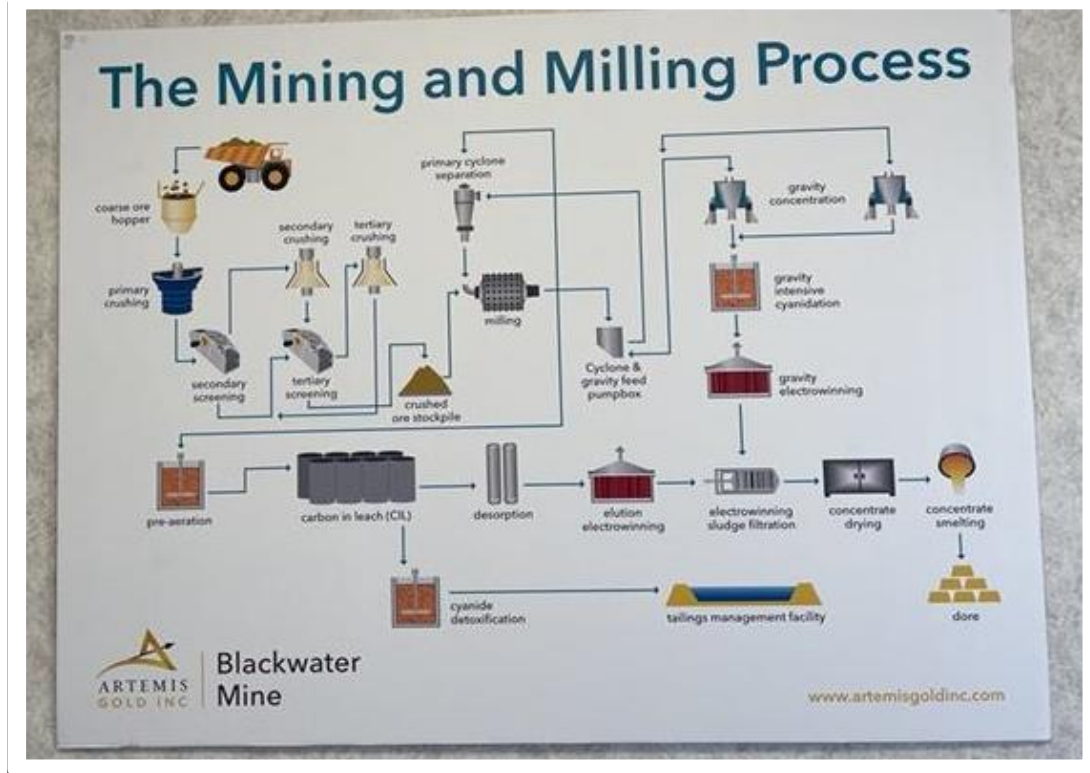 The Mining and Milling Process
coarse ore
hopper
primary
crushing
secondary
crushing
tertiary
crushing
secondary
screening
tertiary
screening
crushed
ore stockpile
primary cyclone
separation
milling
Cyclone &
gravity feed
pumpbox
gravity
concentration
gravity
intensive
cyanidation
gravity
electrowinning
pre-aeration
carbon in leach (CIL)
desorption
elution
electrowinning
electrowinning
sludge filtration
concentrate
drying
concentrate
smelting
cyanide
detoxification
tailings management facility
dore
ARTEMIS
GOLD INC
Blackwater
Mine
www.artemisgoldinc.com